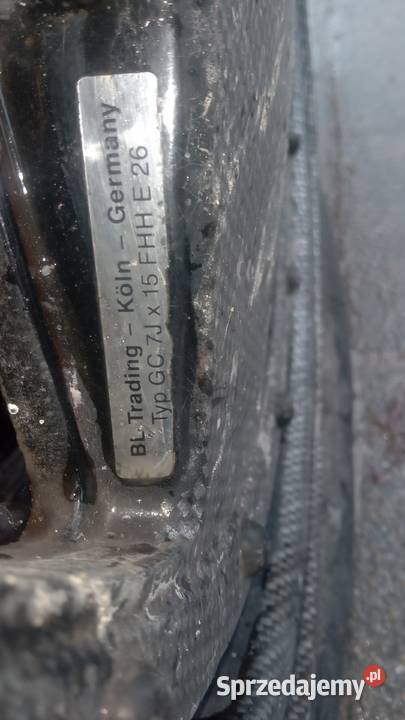 BL-Trading - Köln - Germany
Typ GC 7J x 15 FHH E 26
Sprzedajemy.pl